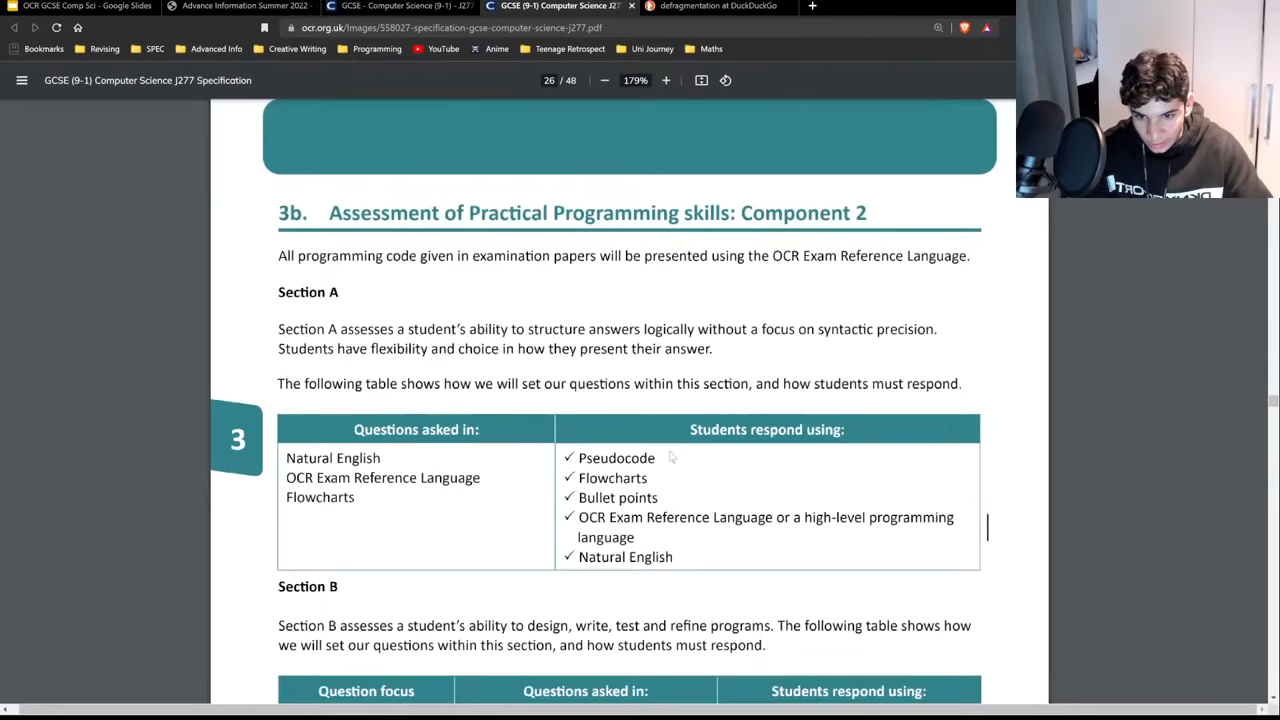 OCR GCSE Comp Sci - Google Slides
Advance Information Summer 2022 -
GCSE - Computer Science (9-1) - J277
GCSE (9-1) Computer Science J277
defragmentation at DuckDuckGo
ocr.org.uk/Images/558027-specification-gcse-computer-science-j277.pdf
Bookmarks Revising SPEC Advanced Info Creative Writing Programming YouTube Anime Teenage Retrospect Uni Journey Maths
GCSE (9-1) Computer Science J277 Specification
26 / 48
179%
3b. Assessment of Practical Programming skills: Component 2
All programming code given in examination papers will be presented using the OCR Exam Reference Language.
Section A
Section A assesses a student's ability to structure answers logically without a focus on syntactic precision.
Students have flexibility and choice in how they present their answer.
The following table shows how we will set our questions within this section, and how students must respond.
3
Questions asked in:
Students respond using:
Natural English
OCR Exam Reference Language
Flowcharts
✓ Pseudocode
✓ Flowcharts
✓ Bullet points
✓ OCR Exam Reference Language or a high-level programming
language
✓ Natural English
Section B
Section B assesses a student's ability to design, write, test and refine programs. The following table shows how
we will set our questions within this section, and how students must respond.
Question focus
Questions asked in:
Students respond using: